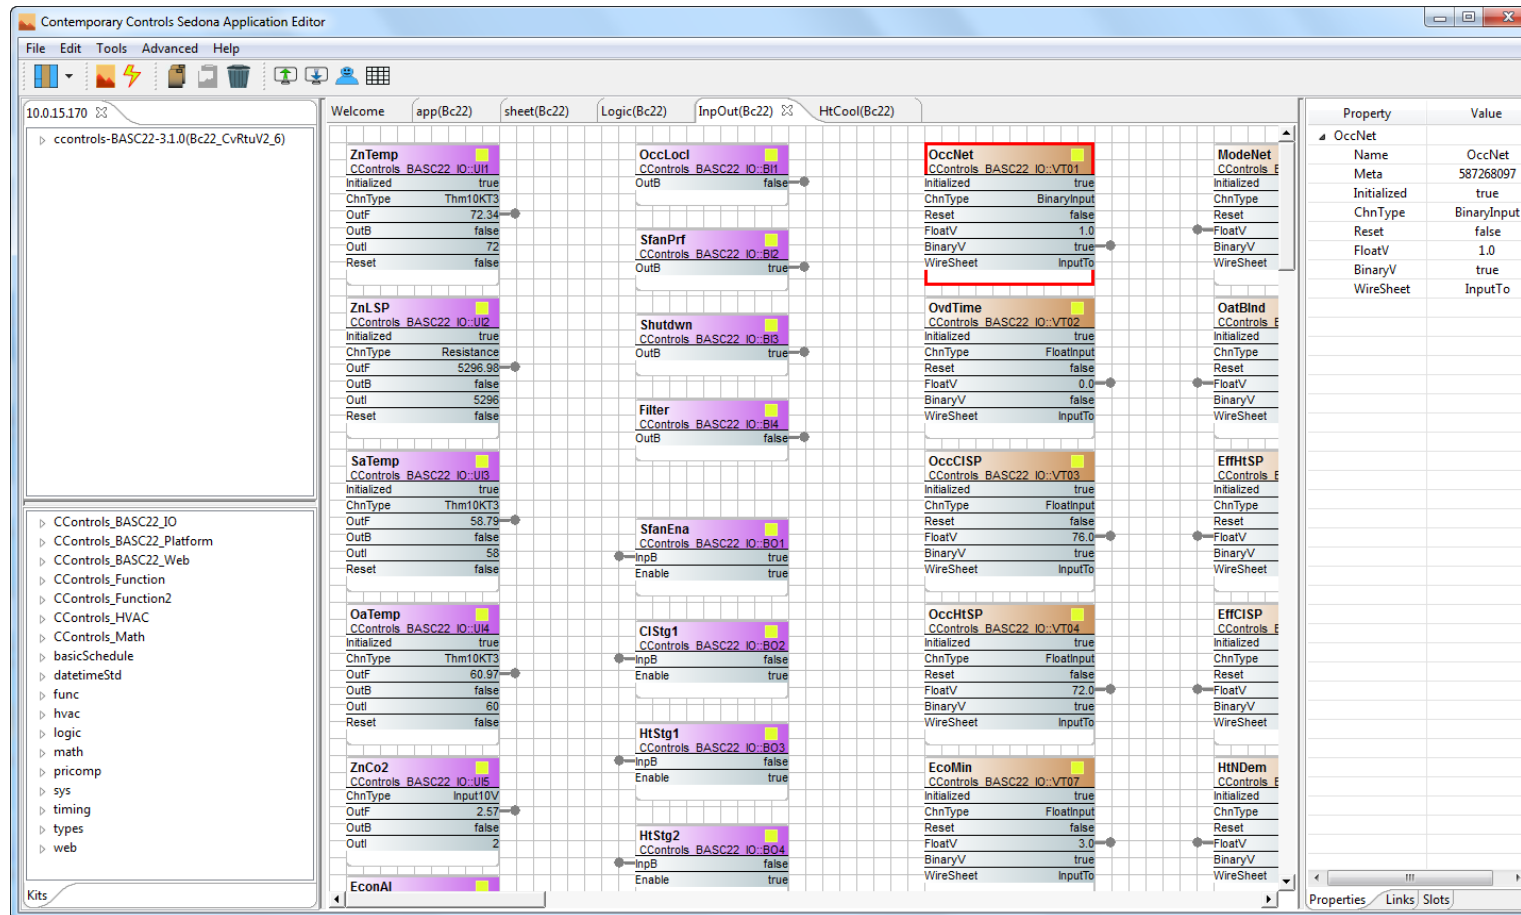 Contemporary Controls Sedona Application Editor
File Edit Tools Advanced Help
10.0.15.170
ccontrols-BASC22-3.1.0(Bc22_CvRtuV2_6)
CControls_BASC22_IO
CControls_BASC22_Platform
CControls_BASC22_Web
CControls_Function
CControls_Function2
CControls_HVAC
CControls_Math
basicSchedule
datetimeStd
func
hvac
logic
math
pricomp
sys
timing
types
web
Kits
Welcome app(Bc22) sheet(Bc22) Logic(Bc22) InpOut(Bc22) HtCool(Bc22)
ZnTemp
CControls_BASC22_IO::UI1
Initialized true
ChnType Thm10KT3
OutF 72.34
OutB false
OutI 72
Reset false
ZnLSP
CControls_BASC22_IO::UI2
Initialized true
ChnType Resistance
OutF 5296.98
OutB false
OutI 5296
Reset false
SaTemp
CControls_BASC22_IO::UI3
Initialized true
ChnType Thm10KT3
OutF 58.79
OutB false
OutI 58
Reset false
OaTemp
CControls_BASC22_IO::UI4
Initialized true
ChnType Thm10KT3
OutF 60.97
OutB false
OutI 60
Reset false
ZnCo2
CControls_BASC22_IO::UI5
ChnType Input10V
OutF 2.57
OutB false
OutI 2
EconAl
OccLocl
CControls_BASC22_IO::BI1
OutB false
SfanPrf
CControls_BASC22_IO::BI2
OutB true
Shutdwn
CControls_BASC22_IO::BI3
OutB true
Filter
CControls_BASC22_IO::BI4
OutB false
SfanEna
CControls_BASC22_IO::BO1
InpB true
Enable true
ClStg1
CControls_BASC22_IO::BO2
InpB false
Enable true
HtStg1
CControls_BASC22_IO::BO3
InpB false
Enable true
HtStg2
CControls_BASC22_IO::BO4
InpB false
Enable true
OccNet
CControls_BASC22_IO::VT01
Initialized true
ChnType BinaryInput
Reset false
FloatV 1.0
BinaryV true
WireSheet InputTo
OvdTime
CControls_BASC22_IO::VT02
Initialized true
ChnType FloatInput
Reset false
FloatV 0.0
BinaryV false
WireSheet InputTo
OccClSP
CControls_BASC22_IO::VT03
Initialized true
ChnType FloatInput
Reset false
FloatV 76.0
BinaryV true
WireSheet InputTo
OccHtSP
CControls_BASC22_IO::VT04
Initialized true
ChnType FloatInput
Reset false
FloatV 72.0
BinaryV true
WireSheet InputTo
EcoMin
CControls_BASC22_IO::VT07
Initialized true
ChnType FloatInput
Reset false
FloatV 3.0
BinaryV true
WireSheet InputTo
ModeNet
CControls_E
Initialized
ChnType
Reset
FloatV
BinaryV
WireSheet
OatBInd
CControls_E
Initialized
ChnType
Reset
FloatV
BinaryV
WireSheet
EffHtSP
CControls_E
Initialized
ChnType
Reset
FloatV
BinaryV
WireSheet
EffClSP
CControls_E
Initialized
ChnType
Reset
FloatV
BinaryV
WireSheet
HtNDem
CControls_E
Initialized
ChnType
Reset
FloatV
BinaryV
WireSheet
Property Value
OccNet
Name OccNet
Meta 587268097
Initialized true
ChnType BinaryInput
Reset false
FloatV 1.0
BinaryV true
WireSheet InputTo
Properties Links Slots